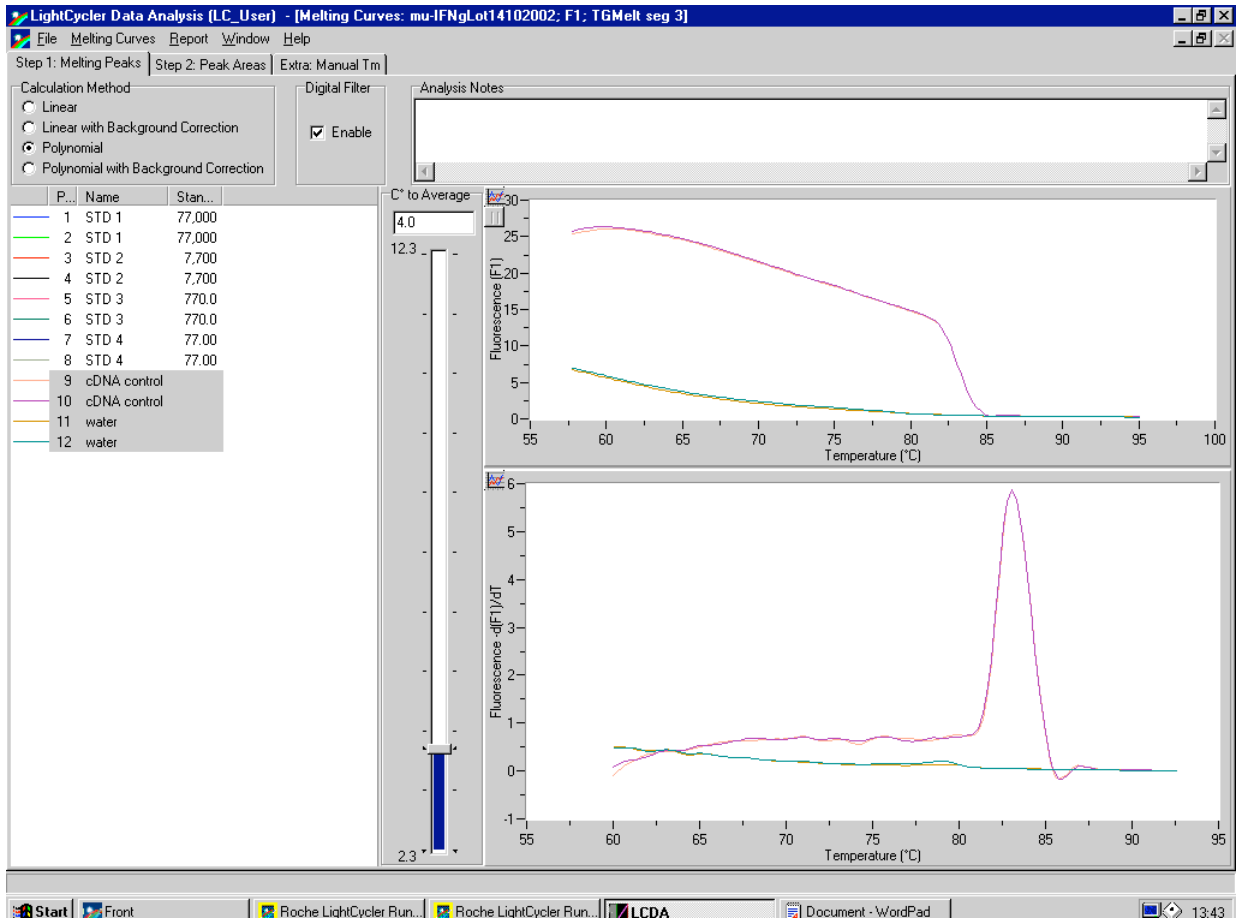 LightCycler Data Analysis (LC_User) - [Melting Curves: mu-IFNgLot14102002; F1; TGMelt seg 3]
File Melting Curves Report Window Help
Step 1: Melting Peaks Step 2: Peak Areas Extra: Manual Tm
Calculation Method
Linear
Linear with Background Correction
Polynomial
Polynomial with Background Correction
Digital Filter
Enable
Analysis Notes
P... Name Stan...
1 STD 1 77,000
2 STD 1 77,000
3 STD 2 7,700
4 STD 2 7,700
5 STD 3 770.0
6 STD 3 770.0
7 STD 4 77.00
8 STD 4 77.00
9 cDNA control
10 cDNA control
11 water
12 water
C° to Average
4.0
12.3
2.3
30
25
20
15
10
5
0
Fluorescence (F1)
55 60 65 70 75 80 85 90 95 100
Temperature (°C)
6
5
4
3
2
1
0
-1
Fluorescence -d(F1)/dT
55 60 65 70 75 80 85 90 95
Temperature (°C)
Start Front Roche LightCycler Run... Roche LightCycler Run... LCDA Document - WordPad 13:43